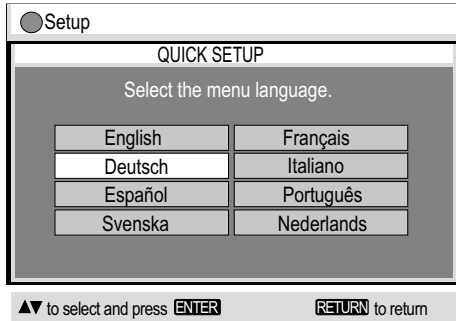 Setup
QUICK SETUP
Select the menu language.
English Français
Deutsch Italiano
Español Português
Svenska Nederlands
▲▼ to select and press ENTER RETURN to return